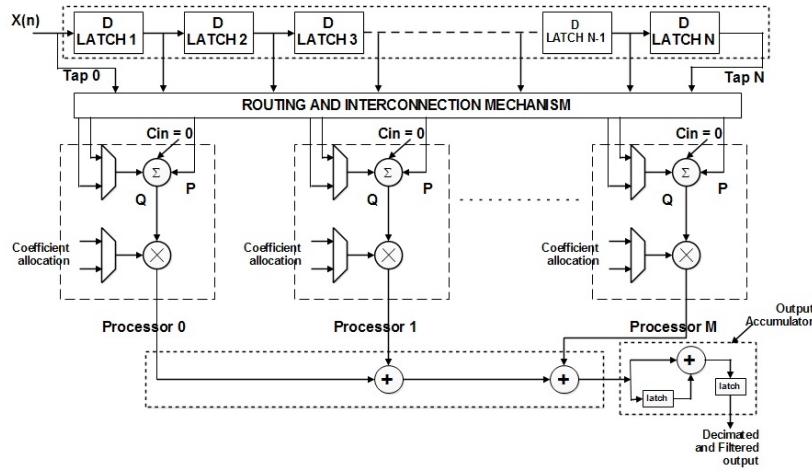 X(n)
D
LATCH 1
D
LATCH 2
D
LATCH 3
D
LATCH N-1
D
LATCH N
Tap 0
Tap N
ROUTING AND INTERCONNECTION MECHANISM
Cin = 0
Cin = 0
Cin = 0
Σ
P
Q
Σ
P
Q
Σ
P
Q
Coefficient
allocation
Coefficient
allocation
Coefficient
allocation
Processor 0
Processor 1
Processor M
Output
Accumulator
+
+
+
latch
latch
Decimated
and Filtered
output